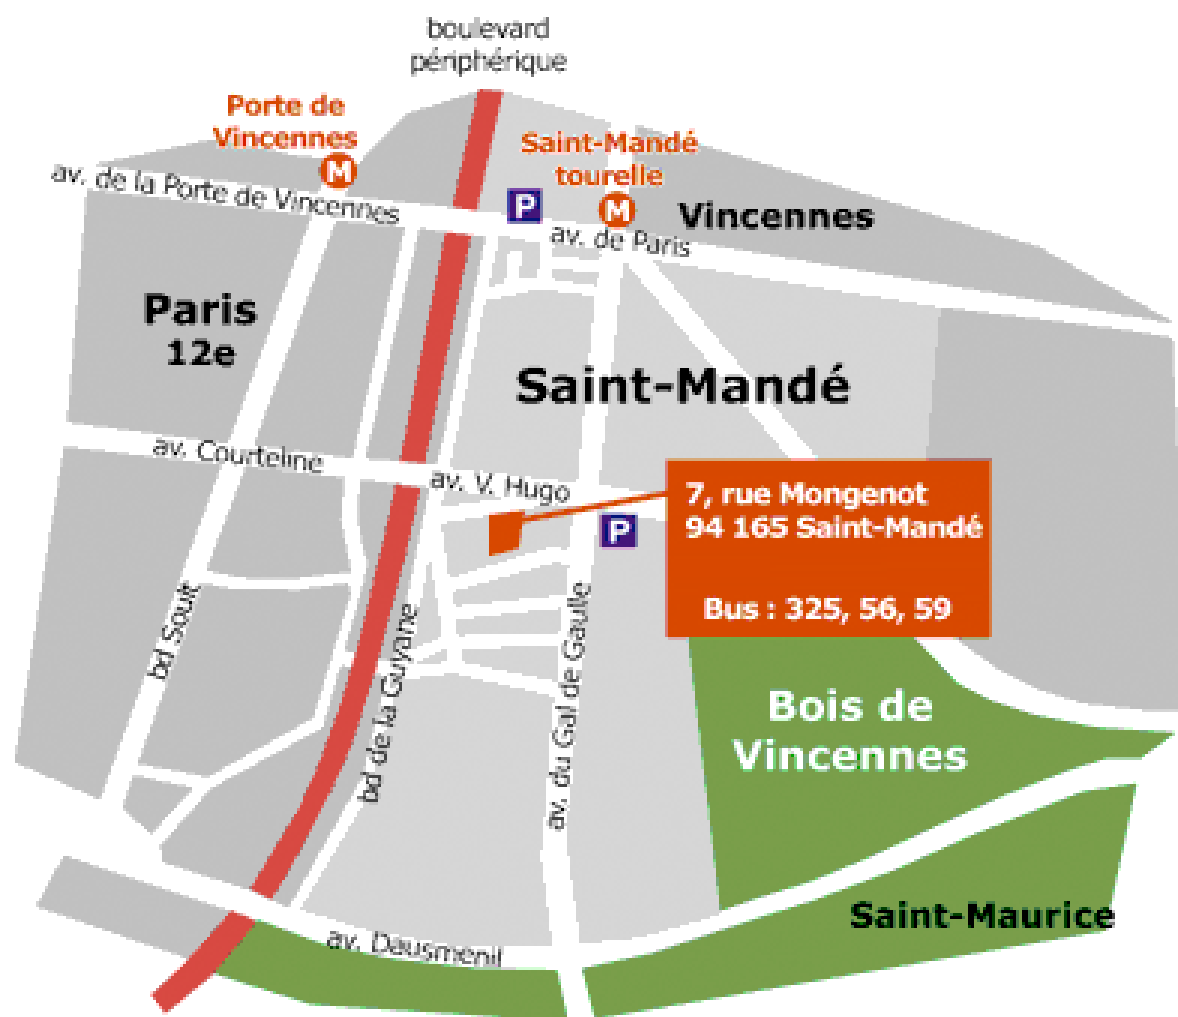 boulevard
périphérique
Porte de
Vincennes
M
Saint-Mandé
tourelle
M
P
av. de la Porte de Vincennes
Vincennes
av. de Paris
Paris
12e
Saint-Mandé
av. Courteline
av. V. Hugo
7, rue Mongenot
94 165 Saint-Mandé
P
Bus : 325, 56, 59
bd Soult
bd de la Guyane
av. du Gal de Gaulle
Bois de
Vincennes
Saint-Maurice
av. Dausmenil